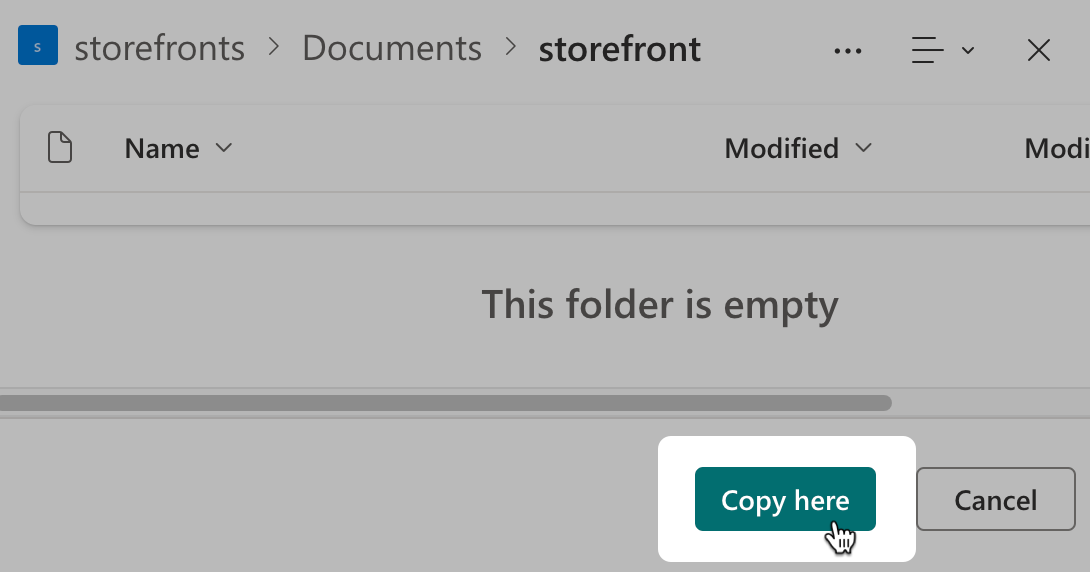 s storefronts > Documents > storefront ...
Name Modified Modi
This folder is empty
Copy here Cancel